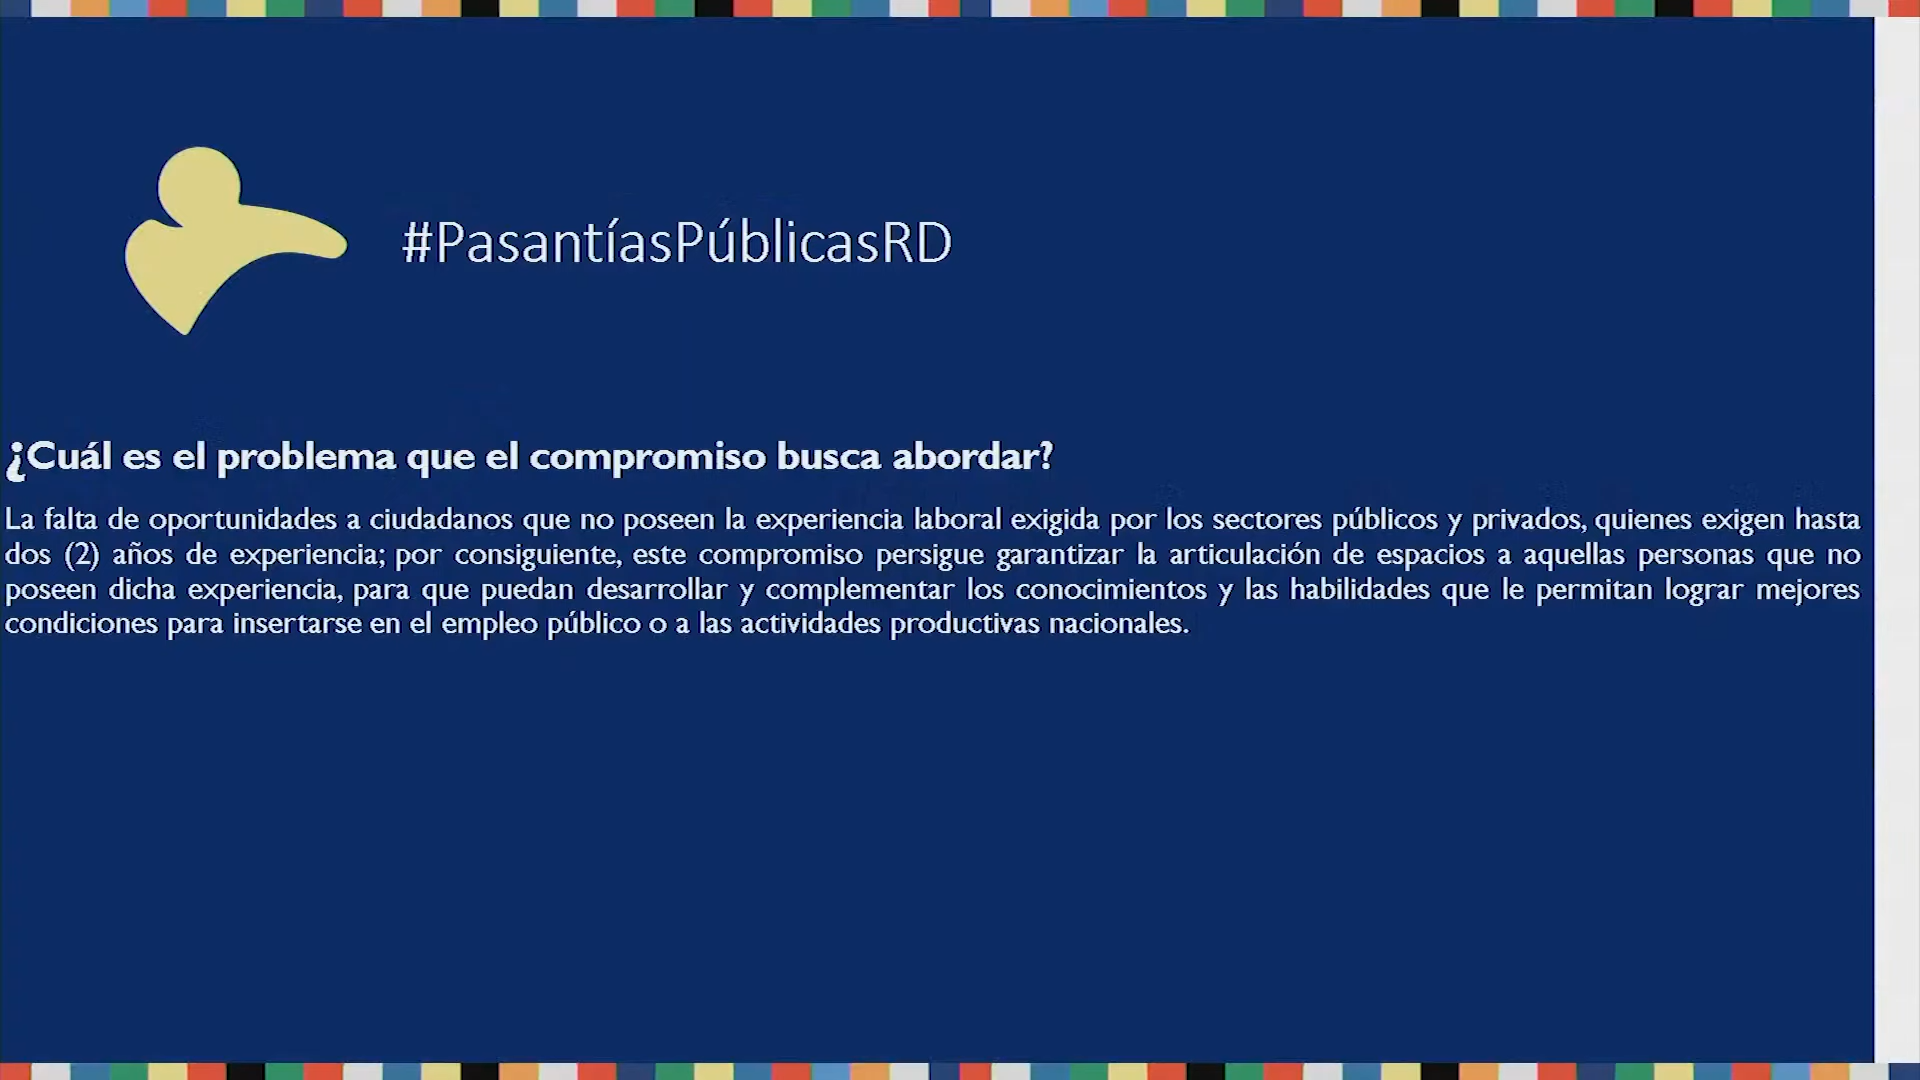 #PasantíasPúblicasRD
¿Cuál es el problema que el compromiso busca abordar?
La falta de oportunidades a ciudadanos que no poseen la experiencia laboral exigida por los sectores públicos y privados, quienes exigen hasta
dos (2) años de experiencia; por consiguiente, este compromiso persigue garantizar la articulación de espacios a aquellas personas que no
poseen dicha experiencia, para que puedan desarrollar y complementar los conocimientos y las habilidades que le permitan lograr mejores
condiciones para insertarse en el empleo público o a las actividades productivas nacionales.